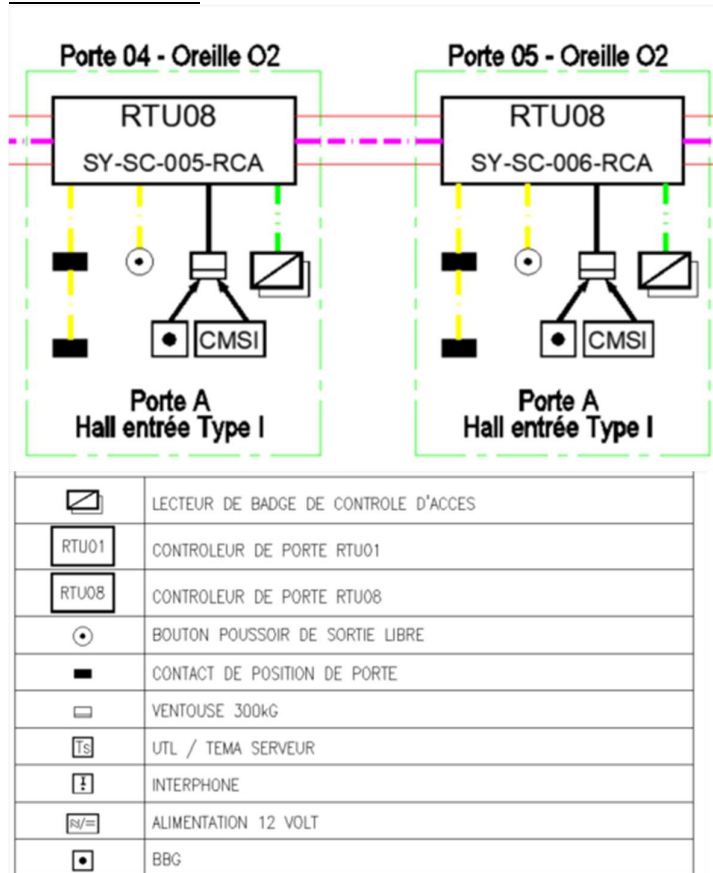 Porte 04 - Oreille O2
Porte 05 - Oreille O2
RTU08
SY-SC-005-RCA
RTU08
SY-SC-006-RCA
CMSI
CMSI
Porte A
Hall entrée Type I
Porte A
Hall entrée Type I
LECTEUR DE BADGE DE CONTROLE D'ACCES
RTU01
CONTROLEUR DE PORTE RTU01
RTU08
CONTROLEUR DE PORTE RTU08
BOUTON POUSSOIR DE SORTIE LIBRE
CONTACT DE POSITION DE PORTE
VENTOUSE 300kG
Ts
UTL / TEMA SERVEUR
INTERPHONE
ALIMENTATION 12 VOLT
BBG